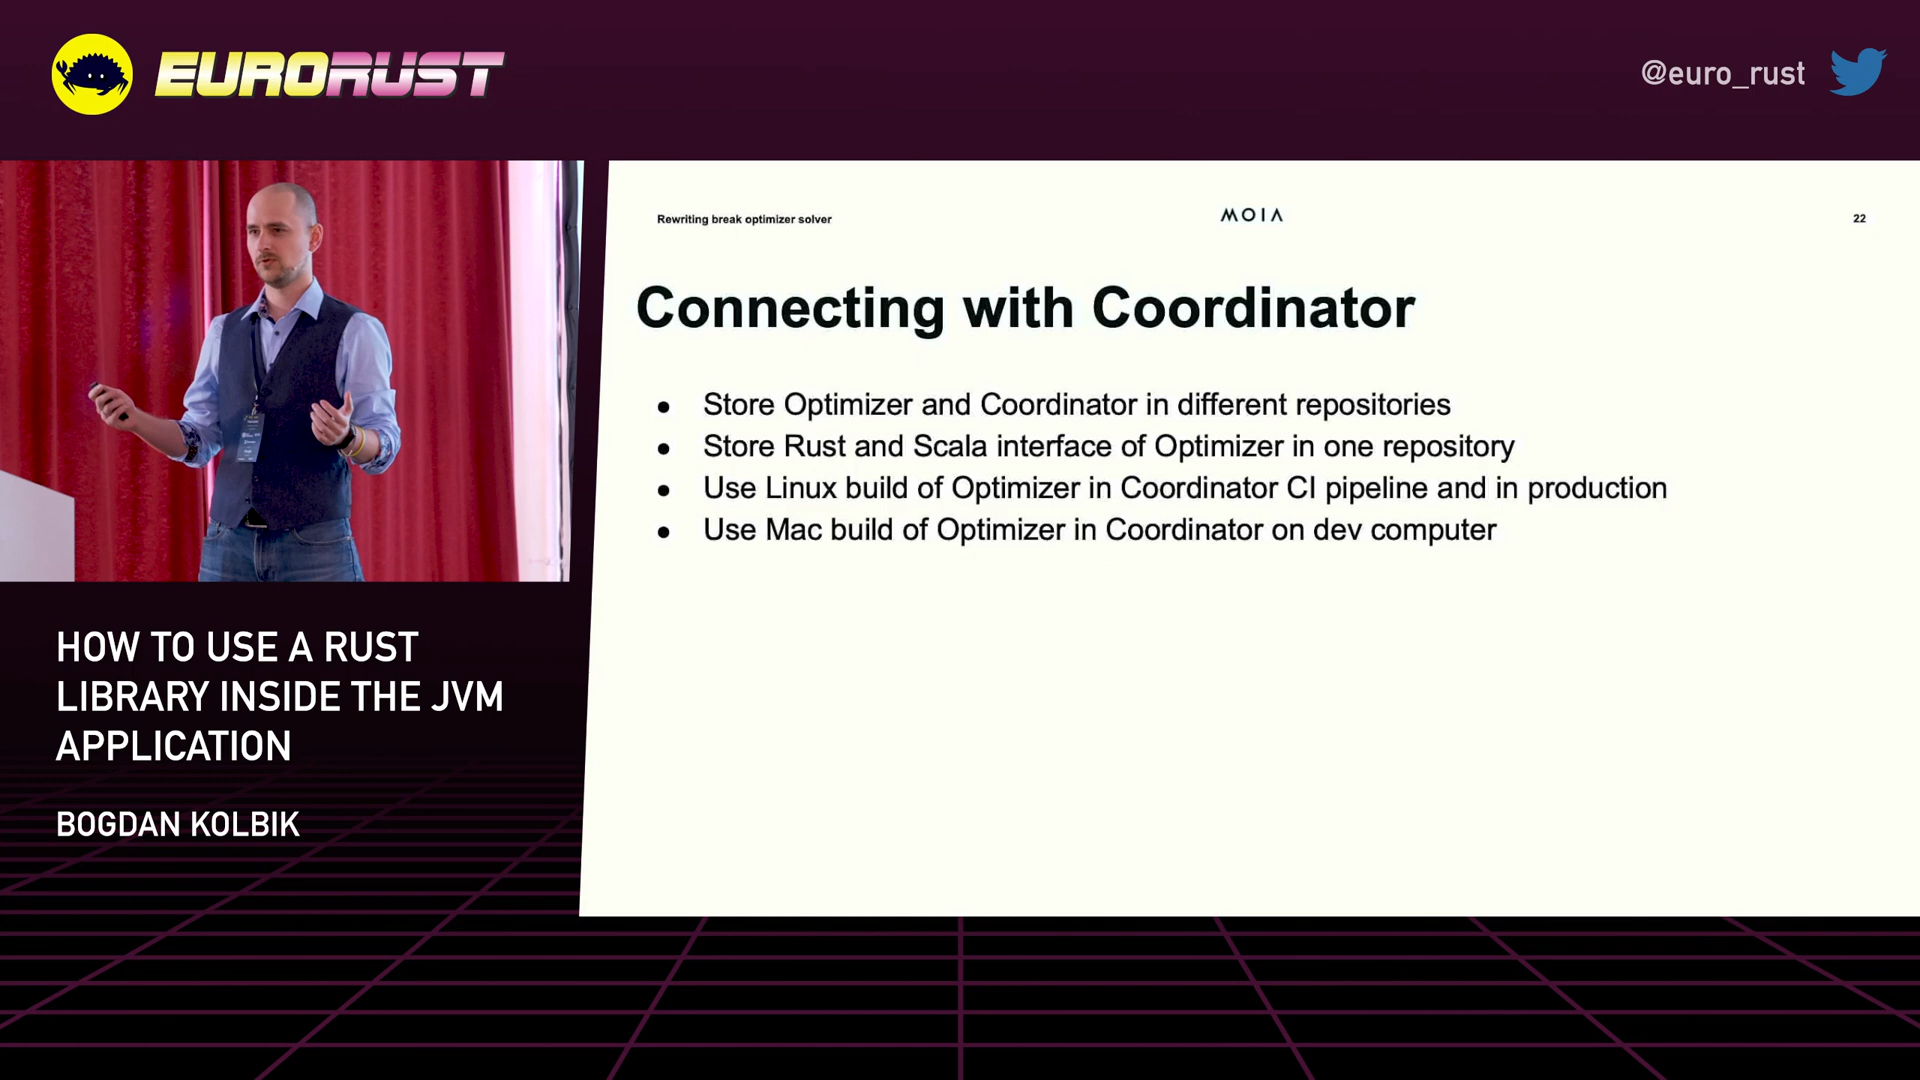 EURORUST
@euro_rust
Rewriting break optimizer solver
MOIA
22
Connecting with Coordinator
● Store Optimizer and Coordinator in different repositories
● Store Rust and Scala interface of Optimizer in one repository
● Use Linux build of Optimizer in Coordinator CI pipeline and in production
● Use Mac build of Optimizer in Coordinator on dev computer
HOW TO USE A RUST
LIBRARY INSIDE THE JVM
APPLICATION
BOGDAN KOLBIK